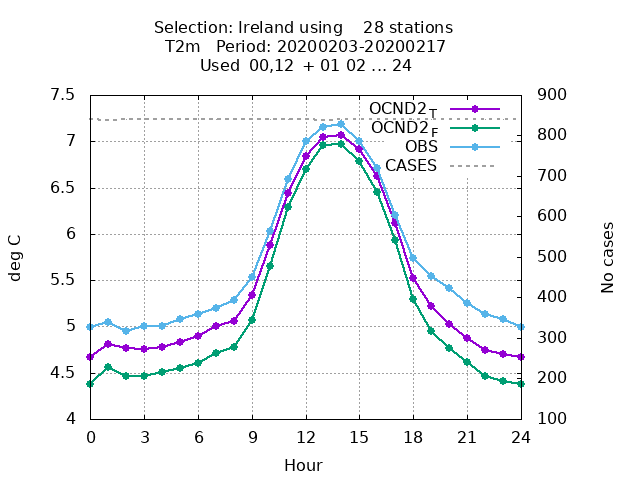 Selection: Ireland using    28 stations
T2m   Period: 20200203-20200217
Used  00,12  + 01 02 ... 24
7.5
7
6.5
6
5.5
5
4.5
4
900
800
700
600
500
400
300
200
100
deg C
No cases
OCND2_T
OCND2_F
OBS
CASES
0 3 6 9 12 15 18 21 24
Hour